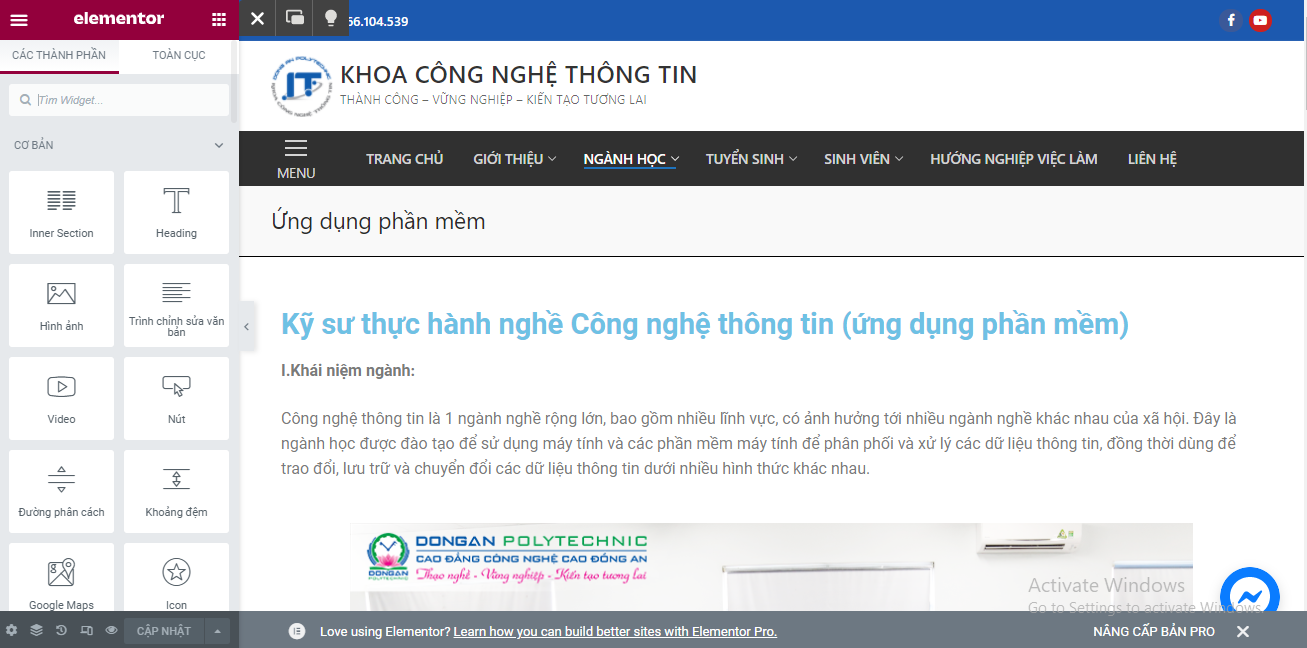 elementor
66.104.539
CÁC THÀNH PHẦN
TOÀN CỤC
Tìm Widget...
CƠ BẢN
Inner Section
Heading
Hình ảnh
Trình chỉnh sửa văn bản
Video
Nút
Đường phân cách
Khoảng đệm
Google Maps
Icon
CẬP NHẬT
KHOA CÔNG NGHỆ THÔNG TIN
THÀNH CÔNG – VỮNG NGHIỆP – KIẾN TẠO TƯƠNG LAI
MENU
TRANG CHỦ
GIỚI THIỆU
NGÀNH HỌC
TUYỂN SINH
SINH VIÊN
HƯỚNG NGHIỆP VIỆC LÀM
LIÊN HỆ
Ứng dụng phần mềm
Kỹ sư thực hành nghề Công nghệ thông tin (ứng dụng phần mềm)
I.Khái niệm ngành:
Công nghệ thông tin là 1 ngành nghề rộng lớn, bao gồm nhiều lĩnh vực, có ảnh hưởng tới nhiều ngành nghề khác nhau của xã hội. Đây là
ngành học được đào tạo để sử dụng máy tính và các phần mềm máy tính để phân phối và xử lý các dữ liệu thông tin, đồng thời dùng để
trao đổi, lưu trữ và chuyển đổi các dữ liệu thông tin dưới nhiều hình thức khác nhau.
DONGAN POLYTECHNIC
CAO ĐẲNG CÔNG NGHỆ CAO ĐỒNG AN
Thạo nghề - Vững nghiệp - Kiến tạo tương lai
DONGAN
POLYTECHNIC
Activate Windows
Go to Settings to activate Windows.
Love using Elementor? Learn how you can build better sites with Elementor Pro.
NÂNG CẤP BẢN PRO